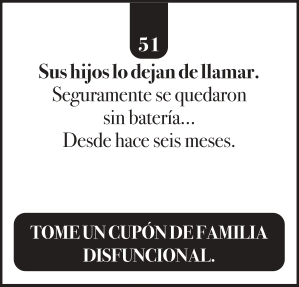 51
Sus hijos lo dejan de llamar.
Seguramente se quedaron
sin batería...
Desde hace seis meses.
TOME UN CUPÓN DE FAMILIA
DISFUNCIONAL.